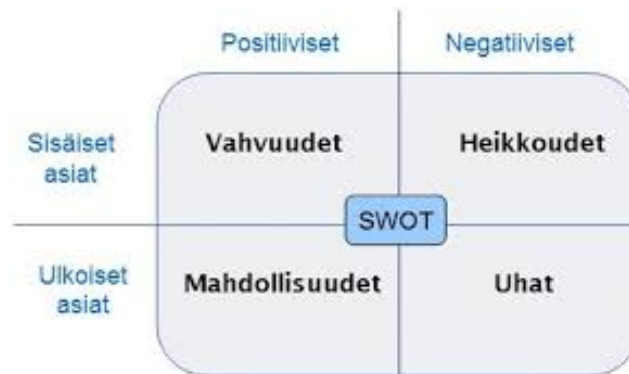 Positiiviset
Negatiiviset
Sisäiset
asiat
Vahvuudet
Heikkoudet
SWOT
Ulkoiset
asiat
Mahdollisuudet
Uhat